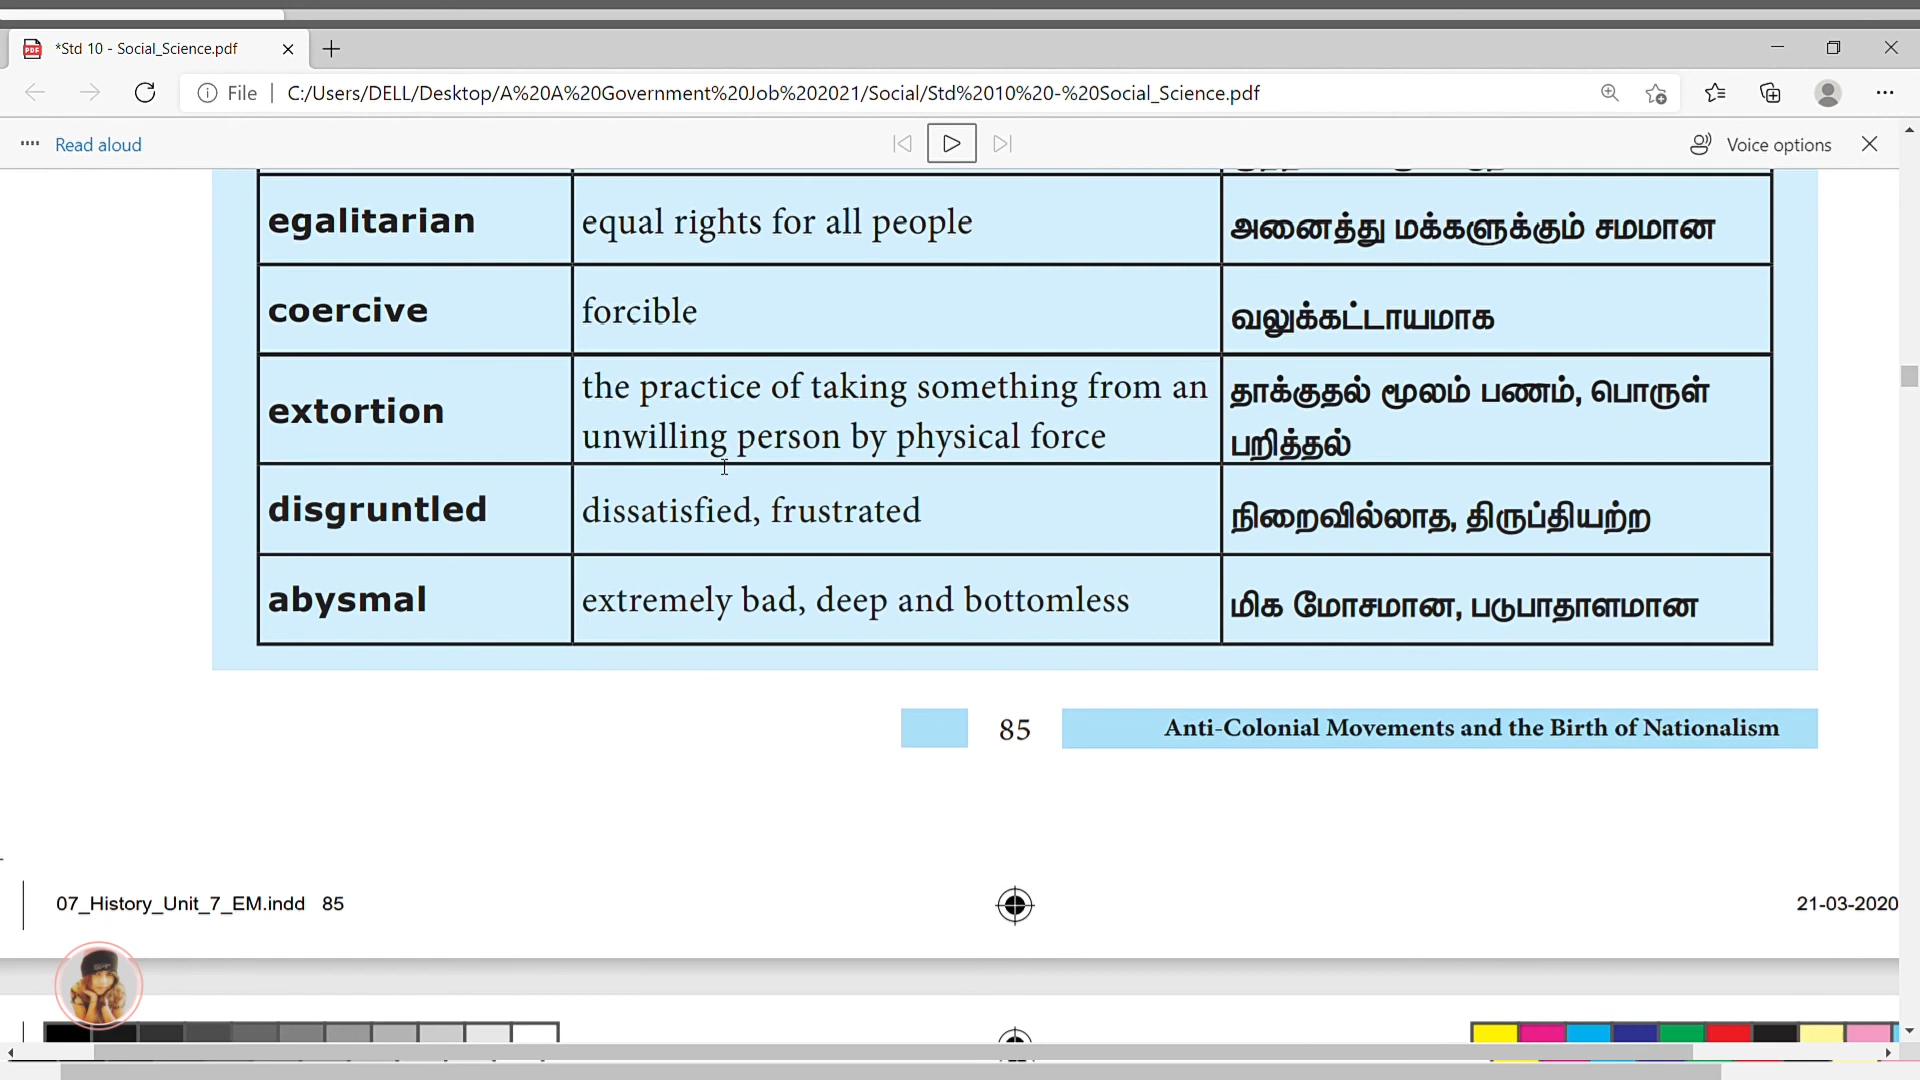 *Std 10 - Social_Science.pdf
File | C:/Users/DELL/Desktop/A%20A%20Government%20Job%202021/Social/Std%2010%20-%20Social_Science.pdf
Read aloud
Voice options
egalitarian equal rights for all people அனைத்து மக்களுக்கும் சமமான
coercive forcible வலுக்கட்டாயமாக
extortion the practice of taking something from an தாக்குதல் மூலம் பணம், பொருள்
unwilling person by physical force பறித்தல்
disgruntled dissatisfied, frustrated நிறைவில்லாத, திருப்தியற்ற
abysmal extremely bad, deep and bottomless மிக மோசமான, படுபாதாளமான
85 Anti-Colonial Movements and the Birth of Nationalism
07_History_Unit_7_EM.indd 85 21-03-2020